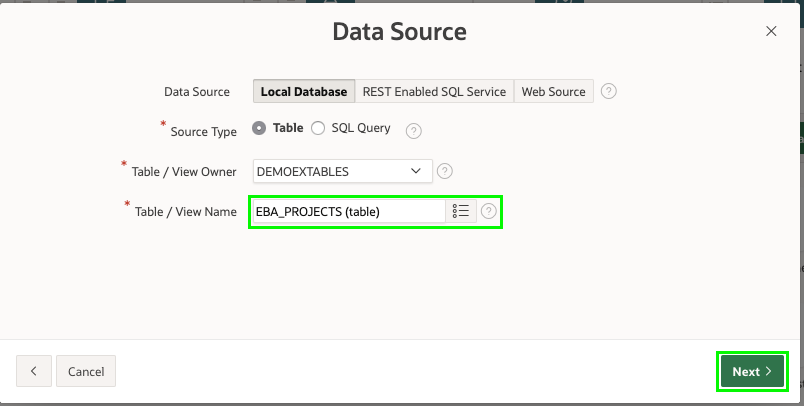 Data Source
Data Source Local Database REST Enabled SQL Service Web Source ?
* Source Type Table SQL Query ?
* Table / View Owner DEMOEXTABLES ?
* Table / View Name EBA_PROJECTS (table) ?
Cancel Next